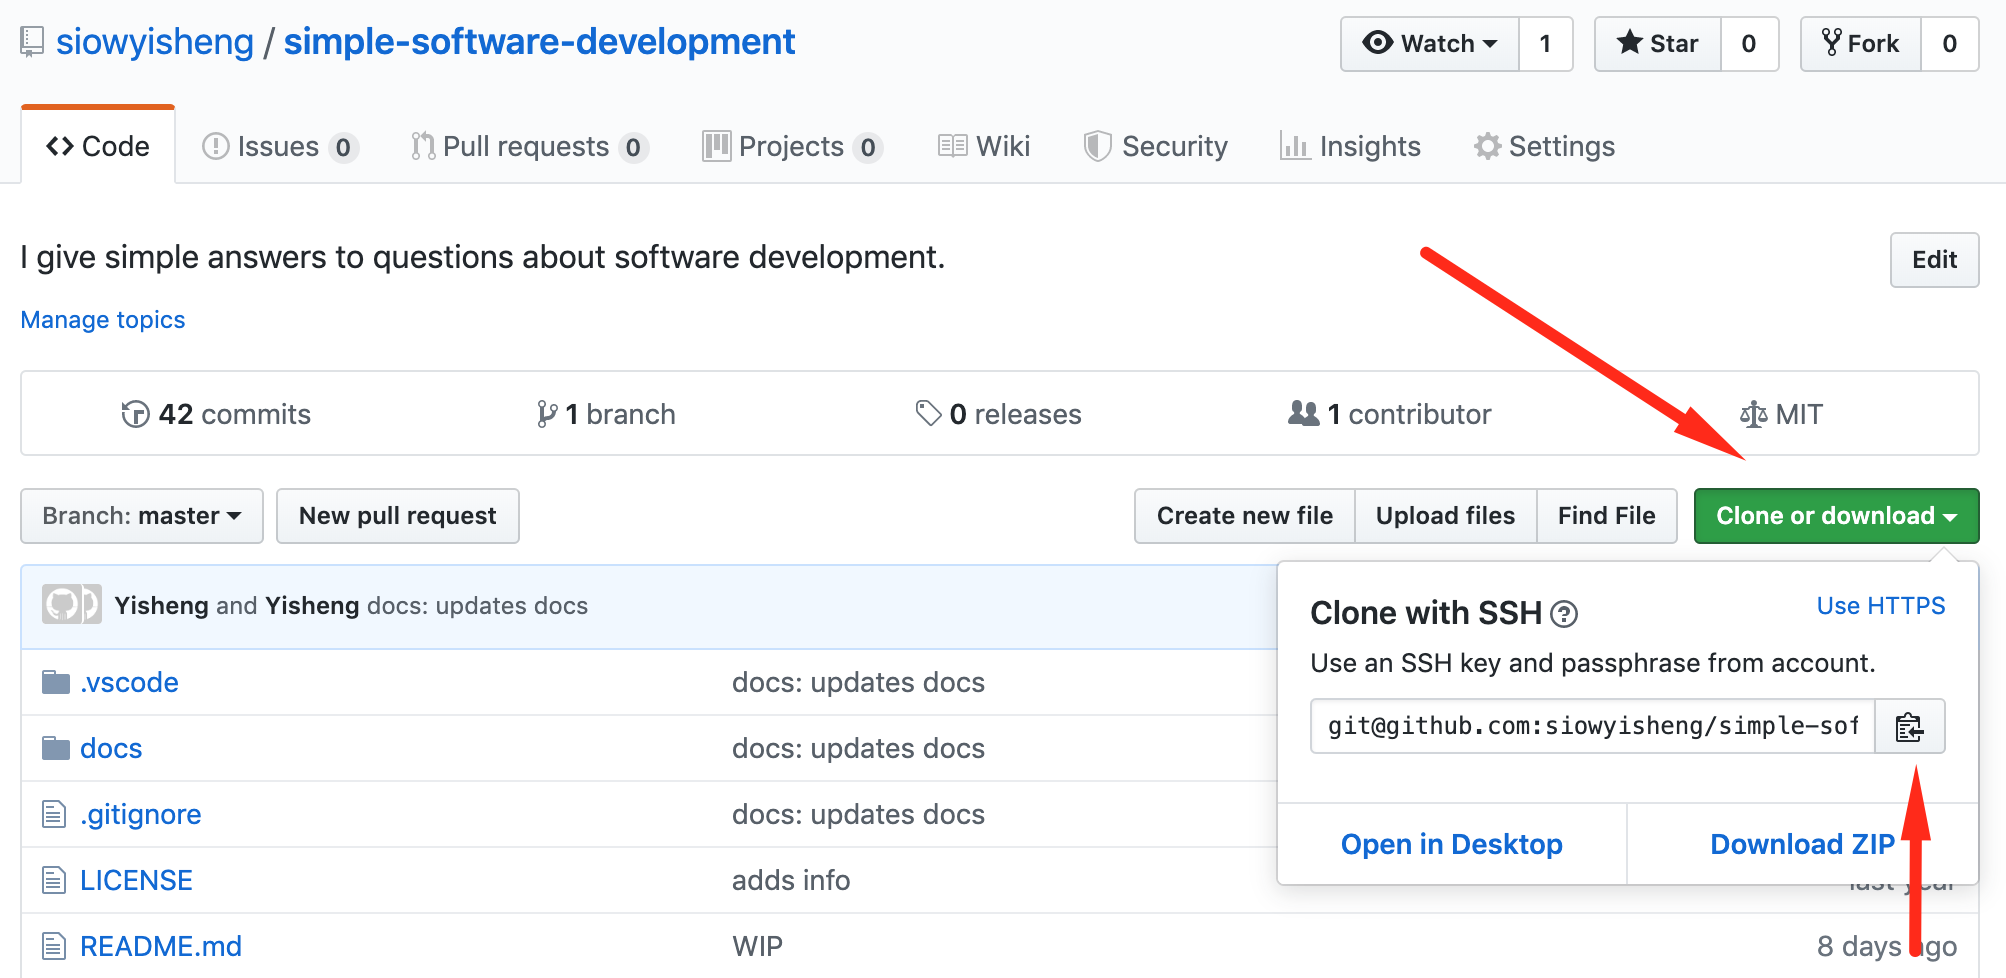 siowyisheng / simple-software-development
Watch 1 Star 0 Fork 0
Code Issues 0 Pull requests 0 Projects 0 Wiki Security Insights Settings
I give simple answers to questions about software development.
Edit
Manage topics
42 commits 1 branch 0 releases 1 contributor MIT
Branch: master New pull request Create new file Upload files Find File Clone or download
Yisheng and Yisheng docs: updates docs
Clone with SSH ? Use HTTPS
Use an SSH key and passphrase from account.
git@github.com:siowyisheng/simple-sof
Open in Desktop Download ZIP
.vscode docs: updates docs
docs docs: updates docs
.gitignore docs: updates docs
LICENSE adds info last year
README.md WIP 8 days ago